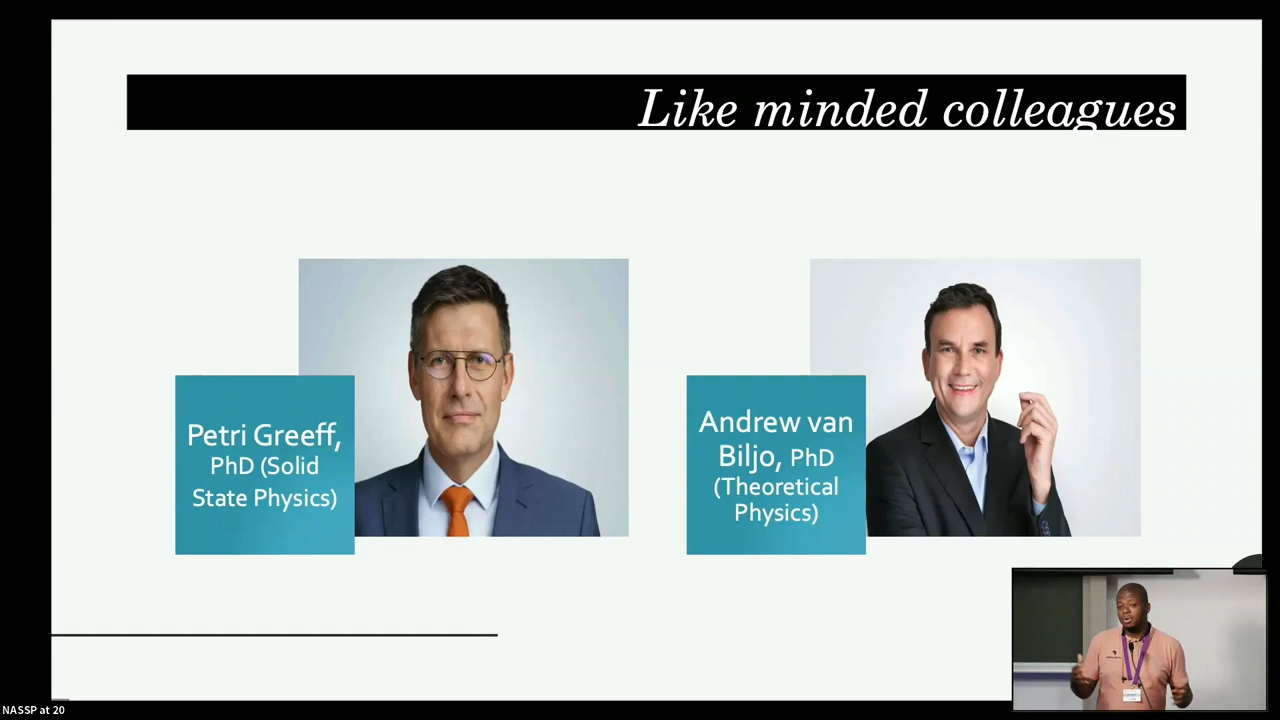 Like minded colleagues
Petri Greeff,
PhD (Solid
State Physics)
Andrew van
Biljo, PhD
(Theoretical
Physics)
NASSP at 20